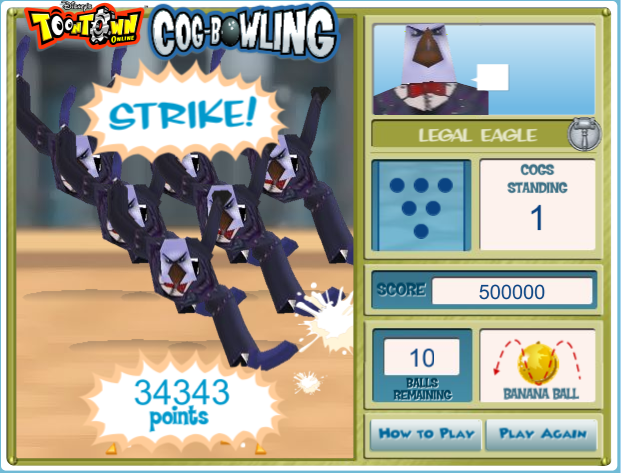 Disney's
TOONTOWN
ONLINE
COG-BOWLING
STRIKE!
34343
points
LEGAL EAGLE
COGS
STANDING
1
SCORE 500000
10
BALLS
REMAINING
BANANA BALL
HOW TO PLAY
PLAY AGAIN